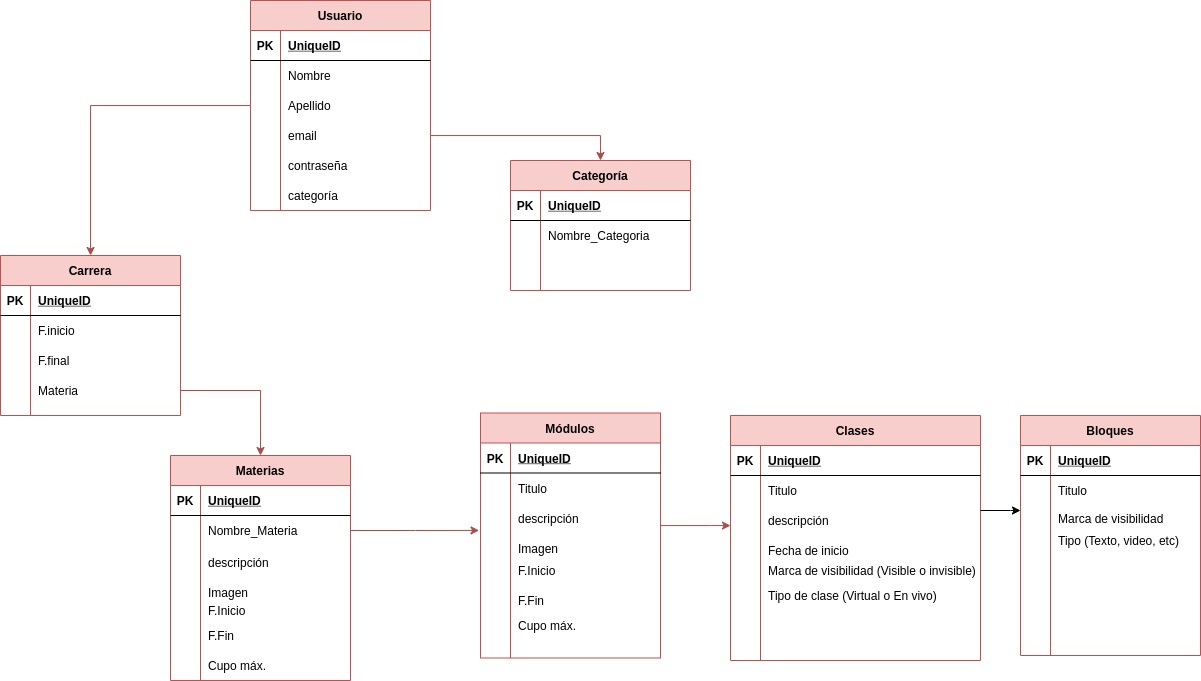 Usuario
PK UniqueID
Nombre
Apellido
email
contraseña
categoría
Categoría
PK UniqueID
Nombre_Categoria
Carrera
PK UniqueID
F.inicio
F.final
Materia
Materias
PK UniqueID
Nombre_Materia
descripción
Imagen
F.Inicio
F.Fin
Cupo máx.
Módulos
PK UniqueID
Titulo
descripción
Imagen
F.Inicio
F.Fin
Cupo máx.
Clases
PK UniqueID
Titulo
descripción
Fecha de inicio
Marca de visibilidad (Visible o invisible)
Tipo de clase (Virtual o En vivo)
Bloques
PK UniqueID
Titulo
Marca de visibilidad
Tipo (Texto, video, etc)